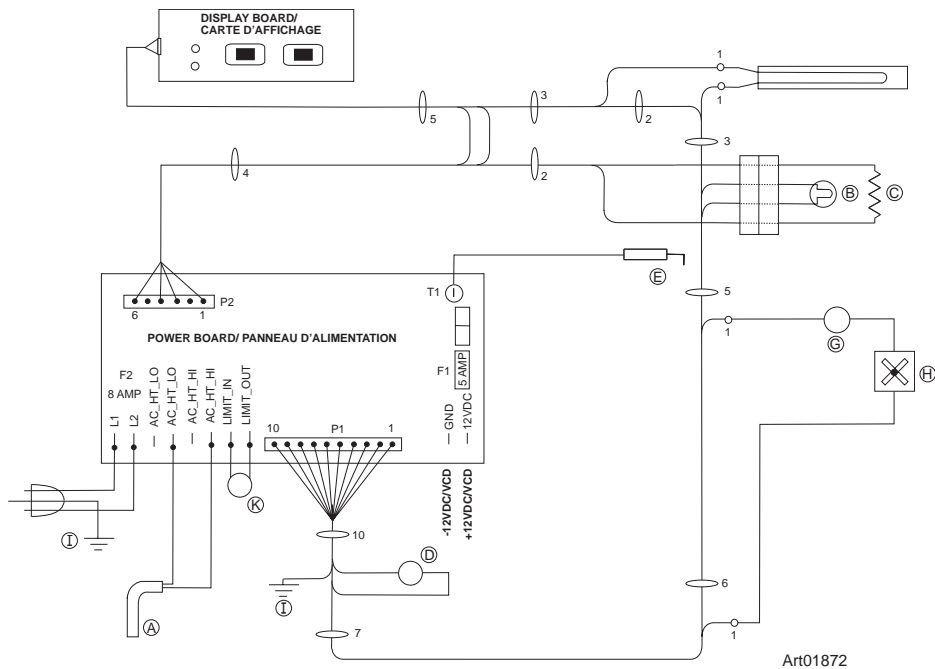 DISPLAY BOARD/
CARTE D'AFFICHAGE
1
1
3
5
2
3
4
2
B
C
E
T1
I
5
P2
6
1
POWER BOARD/ PANNEAU D'ALIMENTATION
1
G
H
F1
5 AMP
F2
8 AMP
L1
L2
— AC_HT_LO
AC_HT_LO
— AC_HT_HI
AC_HT_HI
LIMIT_IN
LIMIT_OUT
— GND
— 12VDC
10
P1
1
K
-12VDC/VCD
+12VDC/VCD
I
10
D
I
A
7
6
1
Art01872